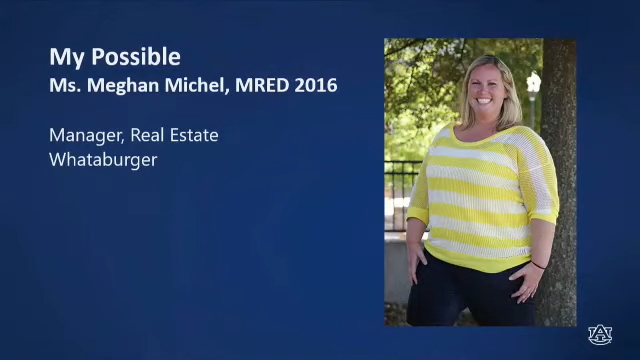 My Possible
Ms. Meghan Michel, MRED 2016
Manager, Real Estate
Whataburger